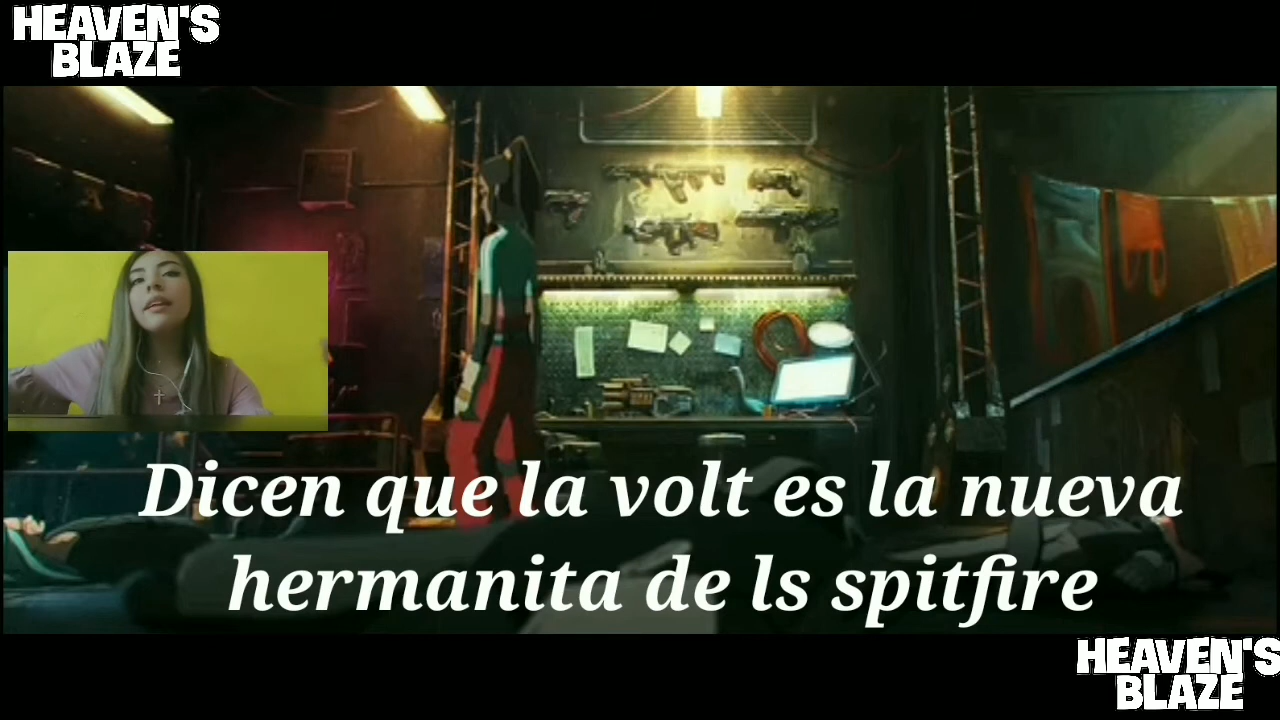 HEAVEN'S
BLAZE
Dicen que la volt es la nueva
hermanita de ls spitfire
HEAVEN'S
BLAZE